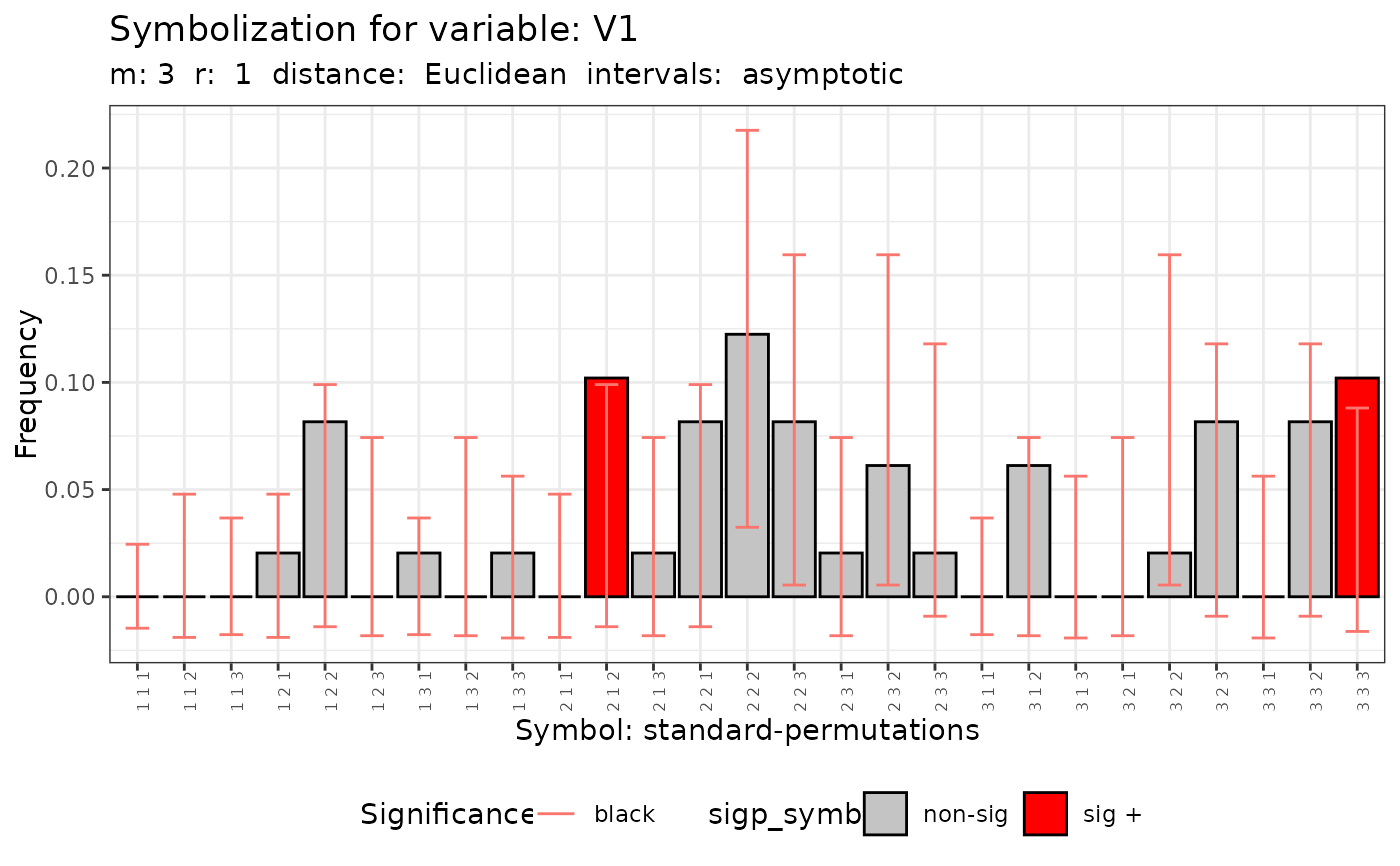 Symbolization for variable: V1
m: 3 r: 1 distance: Euclidean intervals: asymptotic
Frequency
0.20
0.15
0.10
0.05
0.00
1 1 1
1 1 2
1 1 3
1 2 1
1 2 2
1 2 3
1 3 1
1 3 2
1 3 3
2 1 1
2 1 2
2 1 3
2 2 1
2 2 2
2 2 3
2 3 1
2 3 2
2 3 3
3 1 1
3 1 2
3 1 3
3 2 1
3 2 2
3 2 3
3 3 1
3 3 2
3 3 3
Symbol: standard-permutations
Significance black sigp_symb non-sig sig +